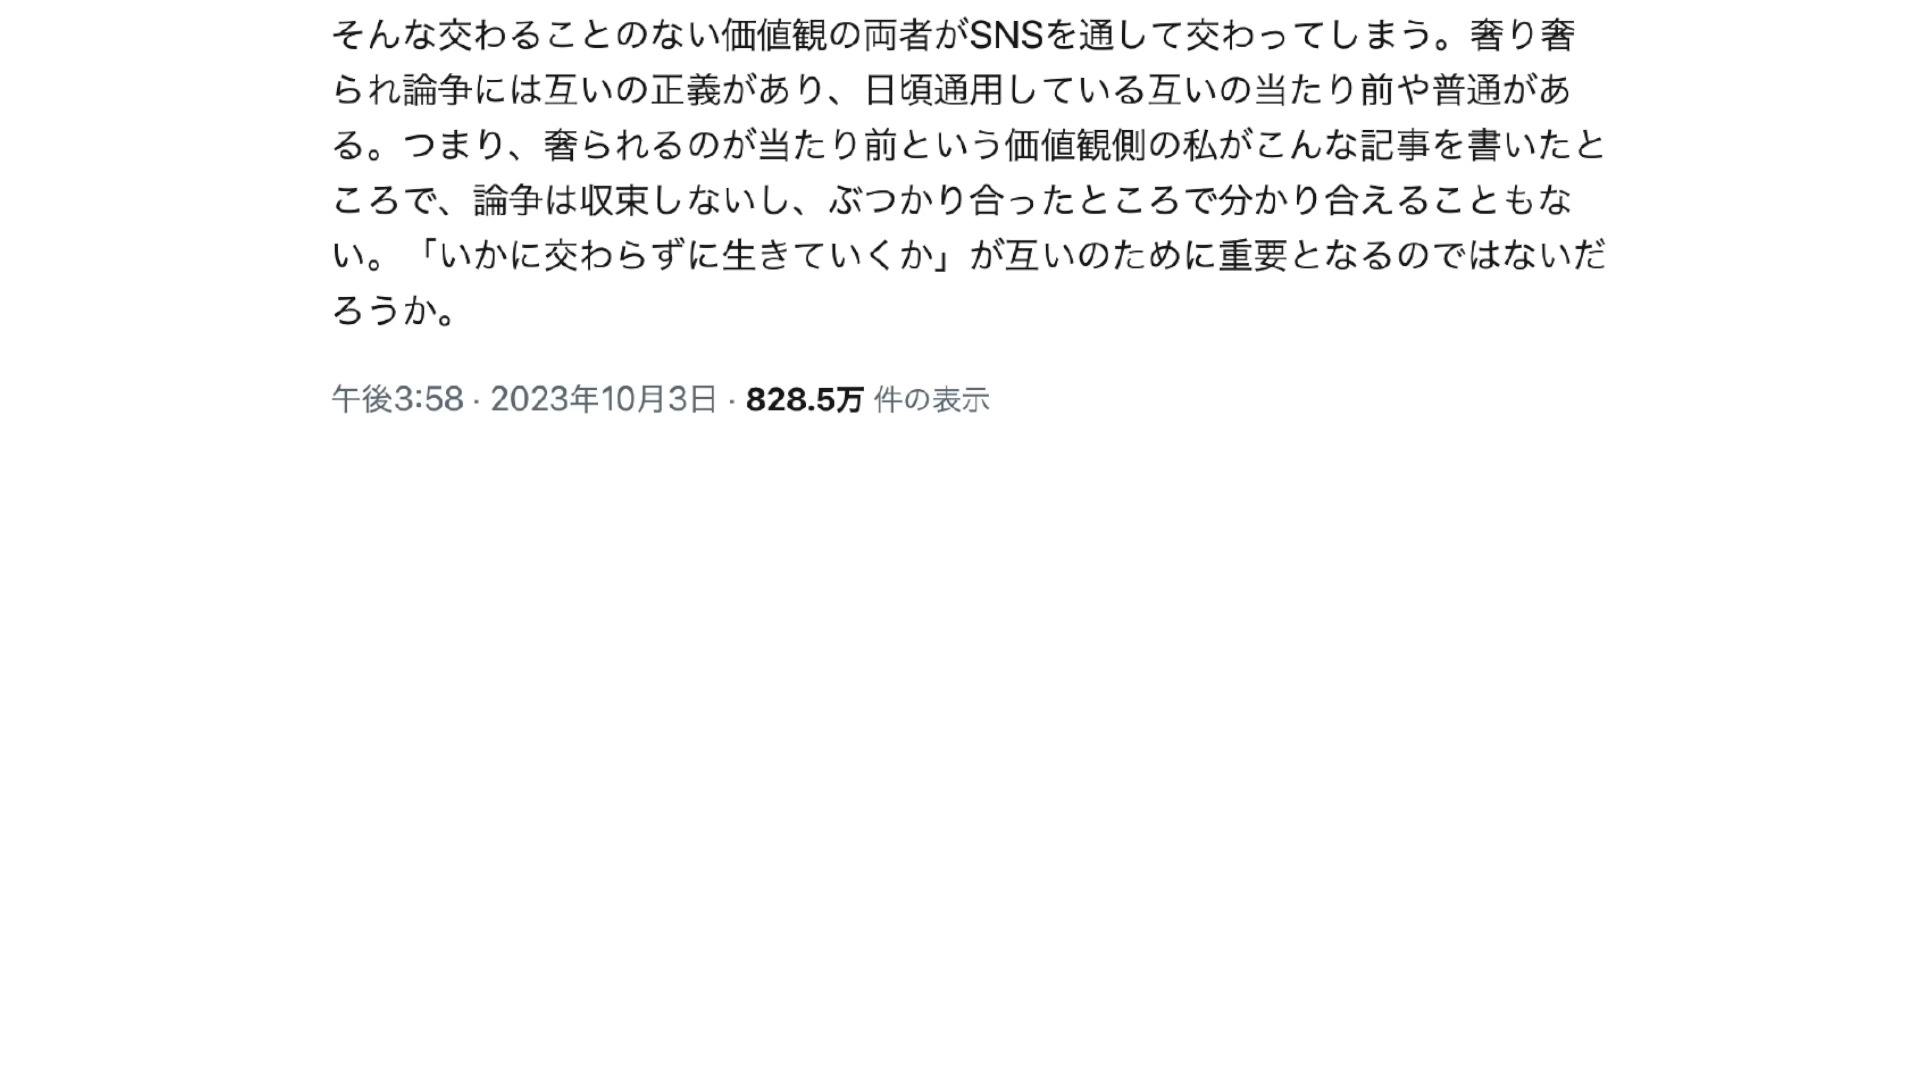 そんな交わることのない価値観の両者がSNSを通して交わってしまう。奢り奢
られ論争には互いの正義があり、日頃通用している互いの当たり前や普通があ
る。つまり、奢られるのが当たり前という価値観側の私がこんな記事を書いたと
ころで、論争は収束しないし、ぶつかり合ったところで分かり合えることもな
い。「いかに交わらずに生きていくか」が互いのために重要となるのではないだ
ろうか。
午後3:58 · 2023年10月3日 · 828.5万 件の表示